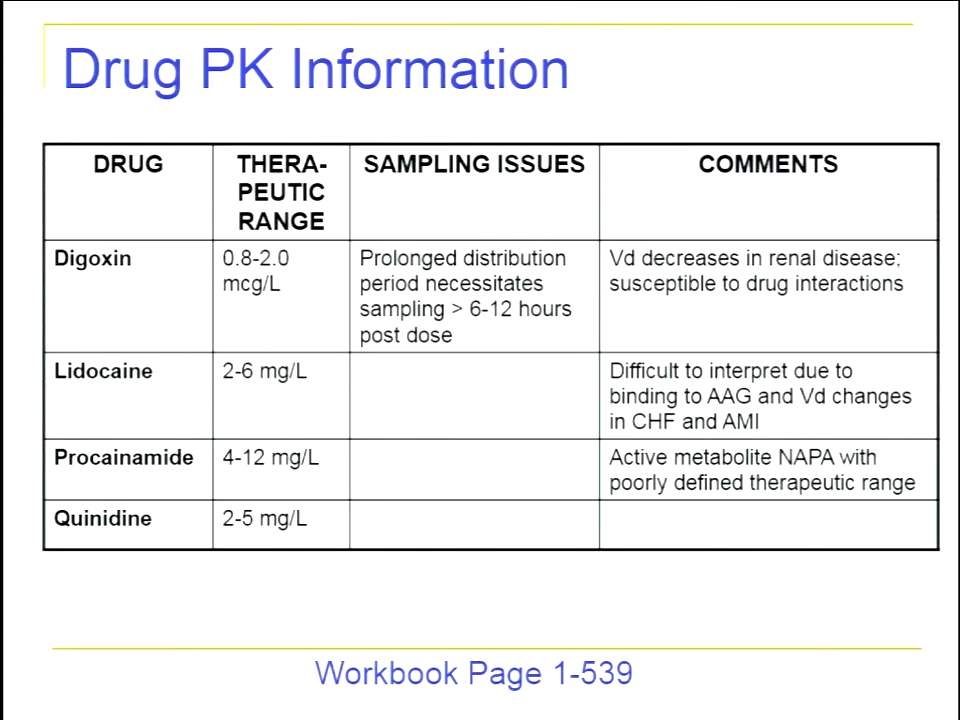 Drug PK Information
DRUG
THERA-
PEUTIC
RANGE
SAMPLING ISSUES
COMMENTS
Digoxin
0.8-2.0
mcg/L
Prolonged distribution
period necessitates
sampling > 6-12 hours
post dose
Vd decreases in renal disease;
susceptible to drug interactions
Lidocaine
2-6 mg/L
Difficult to interpret due to
binding to AAG and Vd changes
in CHF and AMI
Procainamide
4-12 mg/L
Active metabolite NAPA with
poorly defined therapeutic range
Quinidine
2-5 mg/L
Workbook Page 1-539